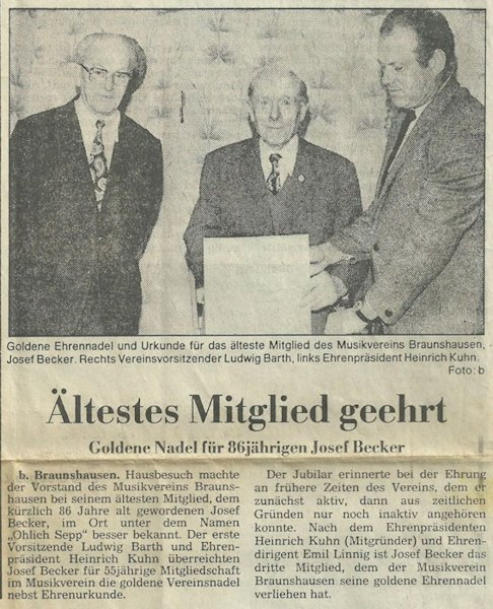 Goldene Ehrennadel und Urkunde für das älteste Mitglied des Musikvereins Braunshausen,
Josef Becker. Rechts Vereinsvorsitzender Ludwig Barth, links Ehrenpräsident Heinrich Kuhn.
Foto: b
Ältestes Mitglied geehrt
Goldene Nadel für 86jährigen Josef Becker
b. Braunshausen. Hausbesuch machte
der Vorstand des Musikvereins Brauns-
hausen bei seinem ältesten Mitglied, dem
kürzlich 86 Jahre alt gewordenen Josef
Becker, im Ort unter dem Namen
„Ohlich Sepp“ besser bekannt. Der erste
Vorsitzende Ludwig Barth und Ehren-
präsident Heinrich Kuhn überreichten
Josef Becker für 55jährige Mitgliedschaft
im Musikverein die goldene Vereinsnadel
nebst Ehrenurkunde.
Der Jubilar erinnerte bei der Ehrung
an frühere Zeiten des Vereins, dem er
zunächst aktiv, dann aus zeitlichen
Gründen nur noch inaktiv angehören
konnte. Nach dem Ehrenpräsidenten
Heinrich Kuhn (Mitgründer) und Ehren-
dirigent Emil Linnig ist Josef Becker das
dritte Mitglied, dem der Musikverein
Braunshausen seine goldene Ehrennadel
verliehen hat.